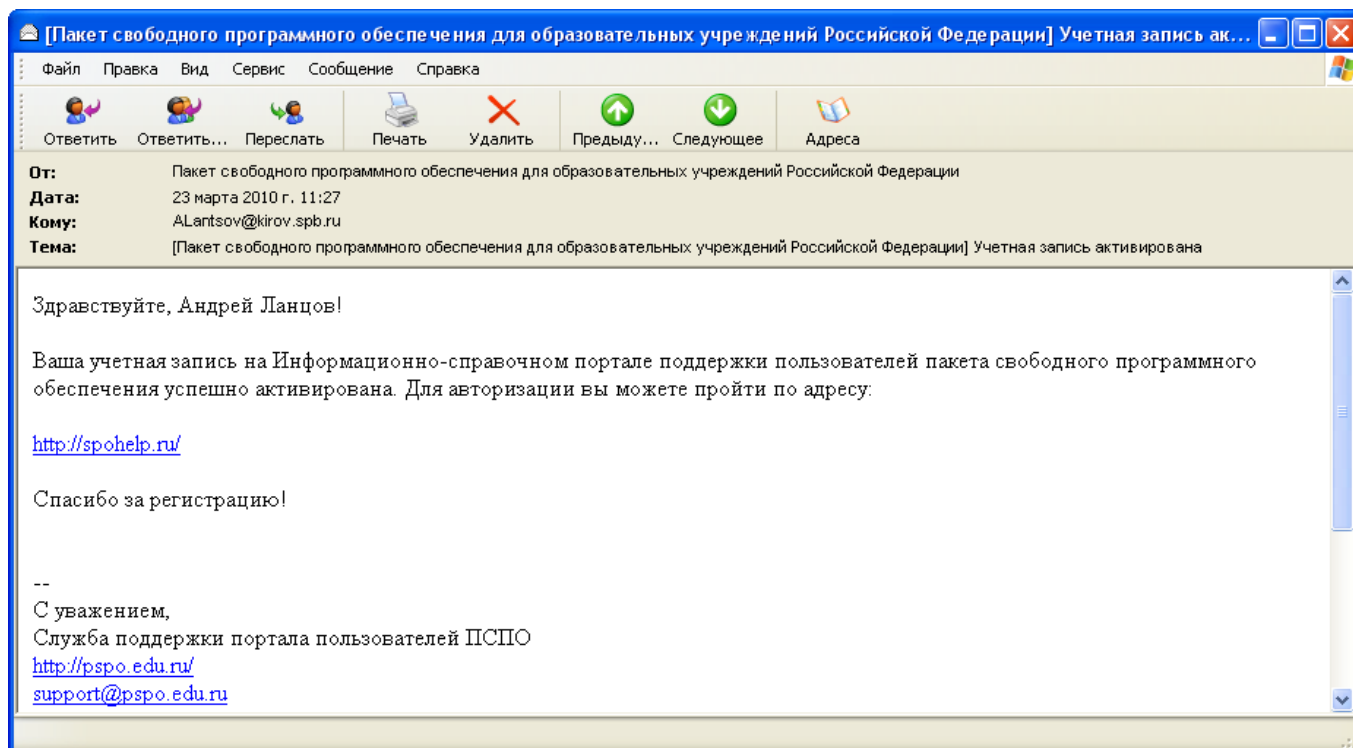 [Пакет свободного программного обеспечения для образовательных учреждений Российской Федерации] Учетная запись ак...
Файл Правка Вид Сервис Сообщение Справка
Ответить Ответить... Переслать Печать Удалить Предыду... Следующее Адреса
От: Пакет свободного программного обеспечения для образовательных учреждений Российской Федерации
Дата: 23 марта 2010 г. 11:27
Кому: ALantsov@kirov.spb.ru
Тема: [Пакет свободного программного обеспечения для образовательных учреждений Российской Федерации] Учетная запись активирована
Здравствуйте, Андрей Ланцов!
Ваша учетная запись на Информационно-справочном портале поддержки пользователей пакета свободного программного
обеспечения успешно активирована. Для авторизации вы можете пройти по адресу:
http://spohelp.ru/
Спасибо за регистрацию!
--
С уважением,
Служба поддержки портала пользователей ПСПО
http://pspo.edu.ru/
support@pspo.edu.ru